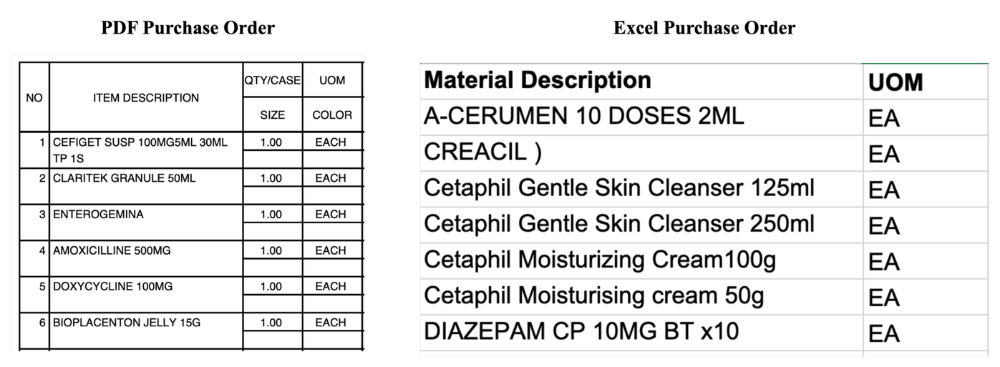 PDF Purchase Order
NO ITEM DESCRIPTION QTY/CASE UOM
SIZE COLOR
1 CEFIGET SUSP 100MG5ML 30ML 1.00 EACH
TP 1S
2 CLARITEK GRANULE 50ML 1.00 EACH
3 ENTEROGEMINA 1.00 EACH
4 AMOXICILLINE 500MG 1.00 EACH
5 DOXYCYCLINE 100MG 1.00 EACH
6 BIOPLACENTON JELLY 15G 1.00 EACH
Excel Purchase Order
Material Description UOM
A-CERUMEN 10 DOSES 2ML EA
CREACIL ) EA
Cetaphil Gentle Skin Cleanser 125ml EA
Cetaphil Gentle Skin Cleanser 250ml EA
Cetaphil Moisturizing Cream100g EA
Cetaphil Moisturising cream 50g EA
DIAZEPAM CP 10MG BT x10 EA